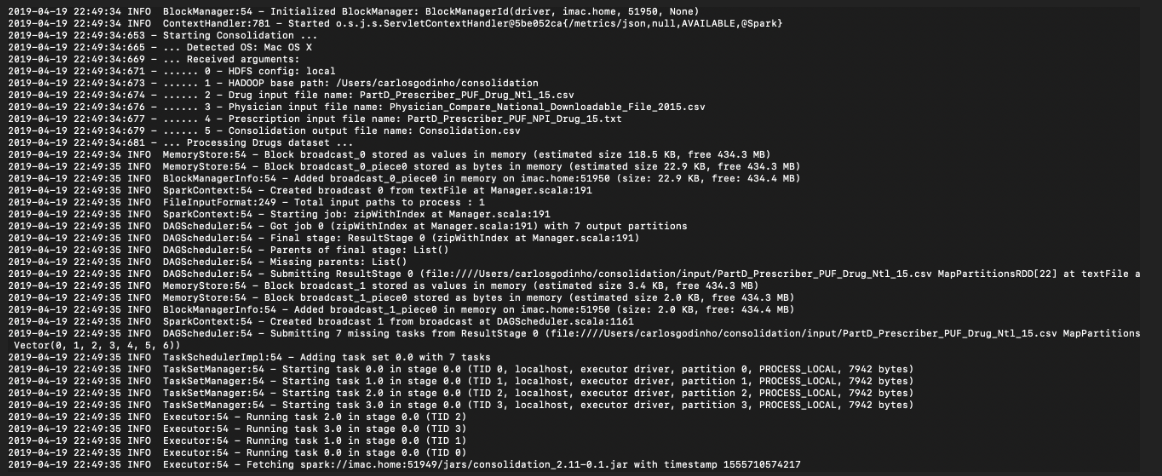 2019-04-19 22:49:34 INFO  BlockManager:54 - Initialized BlockManager: BlockManagerId(driver, imac.home, 51950, None)
2019-04-19 22:49:34 INFO  ContextHandler:781 - Started o.s.j.s.ServletContextHandler@5be052ca{/metrics/json,null,AVAILABLE,@Spark}
2019-04-19 22:49:34:653 - Starting Consolidation ...
2019-04-19 22:49:34:665 - ... Detected OS: Mac OS X
2019-04-19 22:49:34:669 - ... Received arguments:
2019-04-19 22:49:34:671 - ...... 0 - HDFS config: local
2019-04-19 22:49:34:673 - ...... 1 - HADOOP base path: /Users/carlosgodinho/consolidation
2019-04-19 22:49:34:674 - ...... 2 - Drug input file name: PartD_Prescriber_PUF_Drug_Ntl_15.csv
2019-04-19 22:49:34:676 - ...... 3 - Physician input file name: Physician_Compare_National_Downloadable_File_2015.csv
2019-04-19 22:49:34:677 - ...... 4 - Prescription input file name: PartD_Prescriber_PUF_NPI_Drug_15.txt
2019-04-19 22:49:34:679 - ...... 5 - Consolidation output file name: Consolidation.csv
2019-04-19 22:49:34:681 - ... Processing Drugs dataset ...
2019-04-19 22:49:34 INFO  MemoryStore:54 - Block broadcast_0 stored as values in memory (estimated size 118.5 KB, free 434.3 MB)
2019-04-19 22:49:35 INFO  MemoryStore:54 - Block broadcast_0_piece0 stored as bytes in memory (estimated size 22.9 KB, free 434.3 MB)
2019-04-19 22:49:35 INFO  BlockManagerInfo:54 - Added broadcast_0_piece0 in memory on imac.home:51950 (size: 22.9 KB, free: 434.4 MB)
2019-04-19 22:49:35 INFO  SparkContext:54 - Created broadcast 0 from textFile at Manager.scala:191
2019-04-19 22:49:35 INFO  FileInputFormat:249 - Total input paths to process : 1
2019-04-19 22:49:35 INFO  SparkContext:54 - Starting job: zipWithIndex at Manager.scala:191
2019-04-19 22:49:35 INFO  DAGScheduler:54 - Got job 0 (zipWithIndex at Manager.scala:191) with 7 output partitions
2019-04-19 22:49:35 INFO  DAGScheduler:54 - Final stage: ResultStage 0 (zipWithIndex at Manager.scala:191)
2019-04-19 22:49:35 INFO  DAGScheduler:54 - Parents of final stage: List()
2019-04-19 22:49:35 INFO  DAGScheduler:54 - Missing parents: List()
2019-04-19 22:49:35 INFO  DAGScheduler:54 - Submitting ResultStage 0 (file:////Users/carlosgodinho/consolidation/input/PartD_Prescriber_PUF_Drug_Ntl_15.csv MapPartitionsRDD[22] at textFile a
2019-04-19 22:49:35 INFO  MemoryStore:54 - Block broadcast_1 stored as values in memory (estimated size 3.4 KB, free 434.3 MB)
2019-04-19 22:49:35 INFO  MemoryStore:54 - Block broadcast_1_piece0 stored as bytes in memory (estimated size 2.0 KB, free 434.3 MB)
2019-04-19 22:49:35 INFO  BlockManagerInfo:54 - Added broadcast_1_piece0 in memory on imac.home:51950 (size: 2.0 KB, free: 434.4 MB)
2019-04-19 22:49:35 INFO  SparkContext:54 - Created broadcast 1 from broadcast at DAGScheduler.scala:1161
2019-04-19 22:49:35 INFO  DAGScheduler:54 - Submitting 7 missing tasks from ResultStage 0 (file:////Users/carlosgodinho/consolidation/input/PartD_Prescriber_PUF_Drug_Ntl_15.csv MapPartitions
 Vector(0, 1, 2, 3, 4, 5, 6))
2019-04-19 22:49:35 INFO  TaskSchedulerImpl:54 - Adding task set 0.0 with 7 tasks
2019-04-19 22:49:35 INFO  TaskSetManager:54 - Starting task 0.0 in stage 0.0 (TID 0, localhost, executor driver, partition 0, PROCESS_LOCAL, 7942 bytes)
2019-04-19 22:49:35 INFO  TaskSetManager:54 - Starting task 1.0 in stage 0.0 (TID 1, localhost, executor driver, partition 1, PROCESS_LOCAL, 7942 bytes)
2019-04-19 22:49:35 INFO  TaskSetManager:54 - Starting task 2.0 in stage 0.0 (TID 2, localhost, executor driver, partition 2, PROCESS_LOCAL, 7942 bytes)
2019-04-19 22:49:35 INFO  TaskSetManager:54 - Starting task 3.0 in stage 0.0 (TID 3, localhost, executor driver, partition 3, PROCESS_LOCAL, 7942 bytes)
2019-04-19 22:49:35 INFO  Executor:54 - Running task 2.0 in stage 0.0 (TID 2)
2019-04-19 22:49:35 INFO  Executor:54 - Running task 3.0 in stage 0.0 (TID 3)
2019-04-19 22:49:35 INFO  Executor:54 - Running task 1.0 in stage 0.0 (TID 1)
2019-04-19 22:49:35 INFO  Executor:54 - Running task 0.0 in stage 0.0 (TID 0)
2019-04-19 22:49:35 INFO  Executor:54 - Fetching spark://imac.home:51949/jars/consolidation_2.11-0.1.jar with timestamp 1555710574217